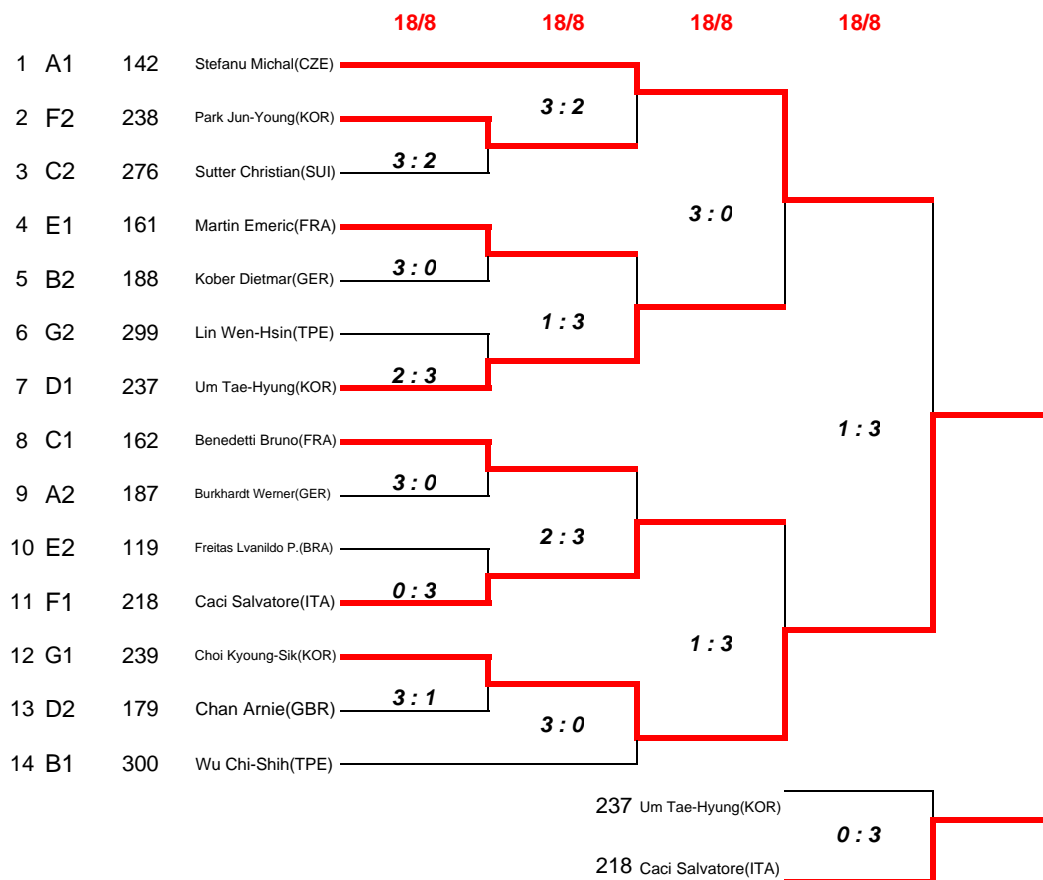 18/8 18/8 18/8 18/8
1 A1 142 Stefanu Michal(CZE)
3 : 2
2 F2 238 Park Jun-Young(KOR)
3 : 2
3 C2 276 Sutter Christian(SUI)
3 : 0
4 E1 161 Martin Emeric(FRA)
3 : 0
5 B2 188 Kober Dietmar(GER)
1 : 3
6 G2 299 Lin Wen-Hsin(TPE)
2 : 3
7 D1 237 Um Tae-Hyung(KOR)
1 : 3
8 C1 162 Benedetti Bruno(FRA)
3 : 0
9 A2 187 Burkhardt Werner(GER)
2 : 3
10 E2 119 Freitas Lvanildo P.(BRA)
0 : 3
11 F1 218 Caci Salvatore(ITA)
1 : 3
12 G1 239 Choi Kyoung-Sik(KOR)
3 : 1
13 D2 179 Chan Arnie(GBR)
3 : 0
14 B1 300 Wu Chi-Shih(TPE)
237 Um Tae-Hyung(KOR)
0 : 3
218 Caci Salvatore(ITA)